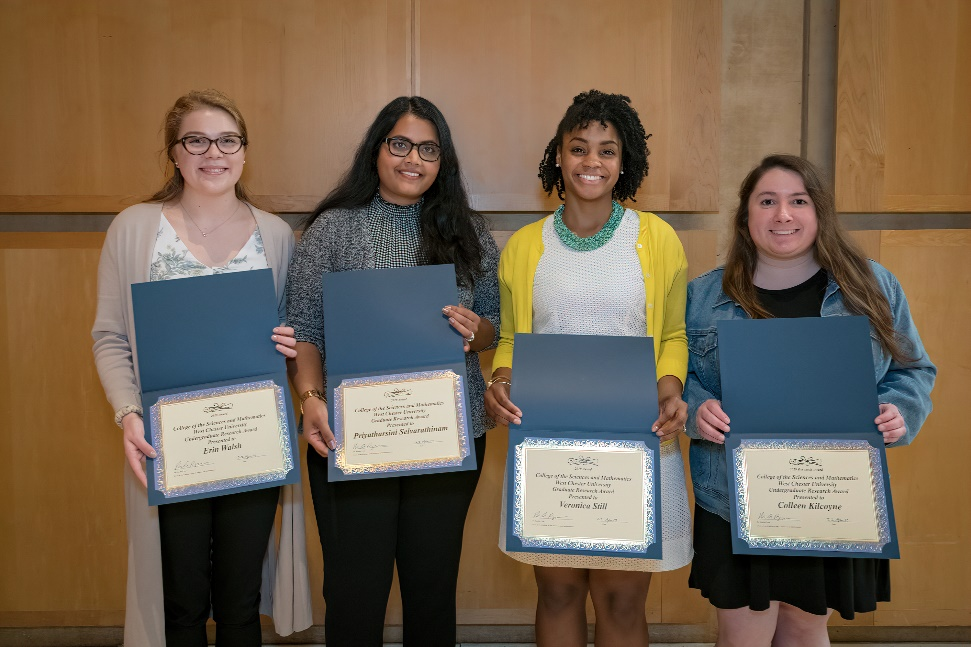 College of the Sciences and Mathematics
West Chester University
Undergraduate Research Award
Presented to
Erin Walsh
College of the Sciences and Mathematics
West Chester University
Graduate Research Award
Presented to
Priyatharsini Selvarathinam
College of the Sciences and Mathematics
West Chester University
Graduate Research Award
Presented to
Veronica Still
College of the Sciences and Mathematics
West Chester University
Undergraduate Research Award
Presented to
Colleen Kilcoyne